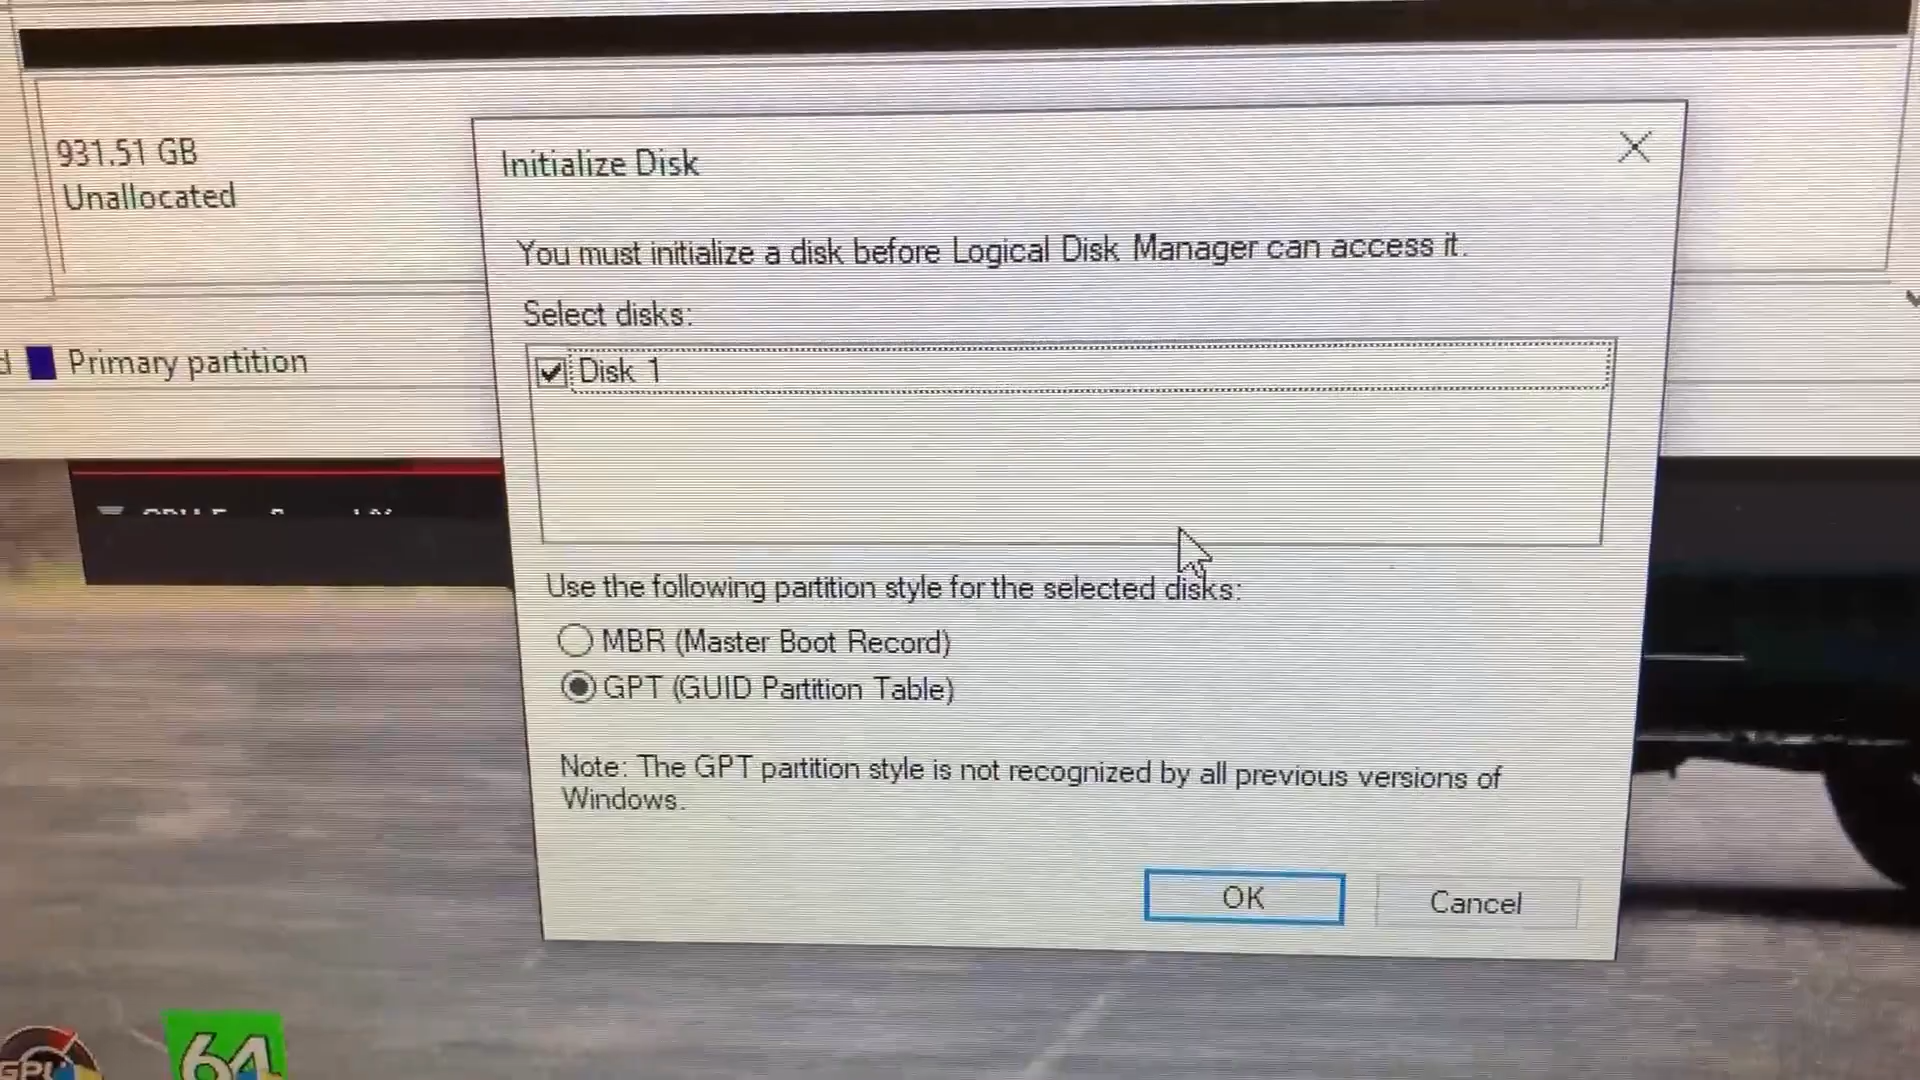 931.51 GB
Unallocated
Initialize Disk
You must initialize a disk before Logical Disk Manager can access it.
Select disks:
Disk 1
Primary partition
Use the following partition style for the selected disks:
MBR (Master Boot Record)
GPT (GUID Partition Table)
Note: The GPT partition style is not recognized by all previous versions of
Windows.
OK
Cancel
64